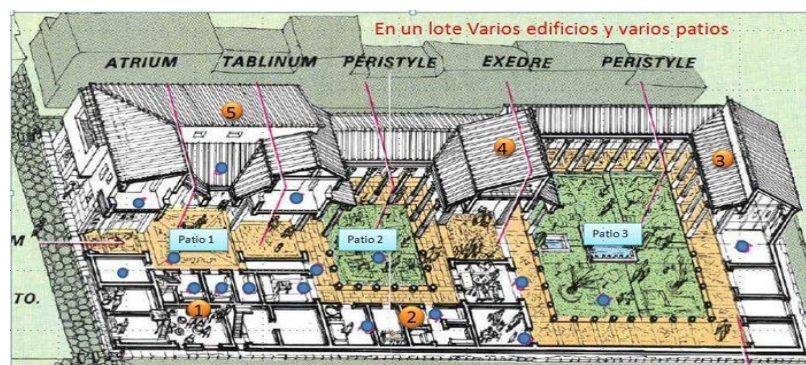 En un lote Varios edificios y varios patios
ATRIUM TABLINUM PÉRISTYLE EXEDRE PERISTYLE
5
4
3
Patio 1
Patio 2
Patio 3
M
TO.
1
2